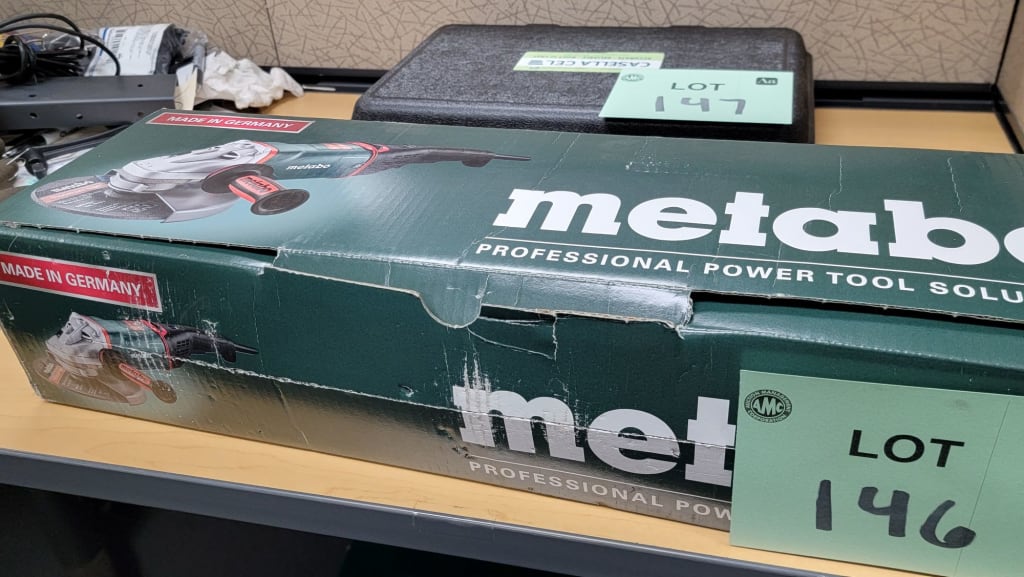 CASELLA CEL
AMC
LOT
147
MADE IN GERMANY
metabo
metabo
PROFESSIONAL POWER TOOL SOLU
MADE IN GERMANY
met
PROFESSIONAL POW
AMC
LOT
146